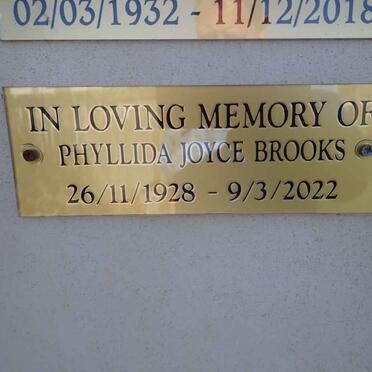 02/03/1932 - 11/12/2018
IN LOVING MEMORY OF
PHYLLIDA JOYCE BROOKS
26/11/1928 - 9/3/2022